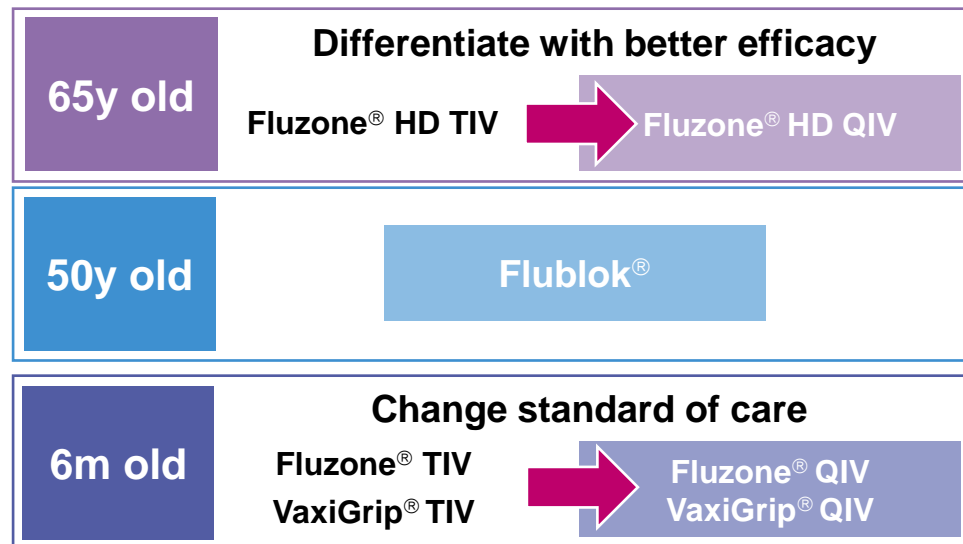 65y old
Differentiate with better efficacy
Fluzone® HD TIV
Fluzone® HD QIV
50y old
Flublok®
6m old
Change standard of care
Fluzone® TIV
VaxiGrip® TIV
Fluzone® QIV
VaxiGrip® QIV